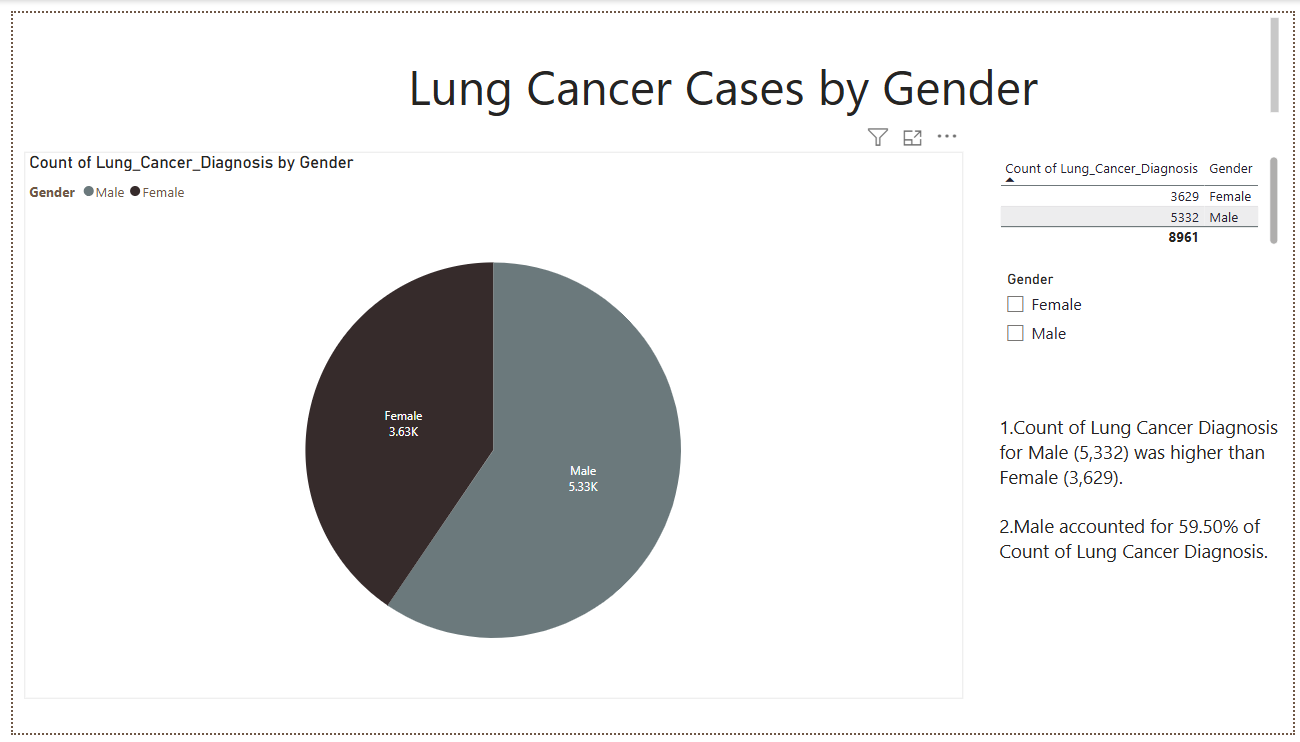 Lung Cancer Cases by Gender
Count of Lung_Cancer_Diagnosis by Gender
Gender Male Female
Female
3.63K
Male
5.33K
Count of Lung_Cancer_Diagnosis Gender
3629 Female
5332 Male
8961
Gender
Female
Male
1.Count of Lung Cancer Diagnosis
for Male (5,332) was higher than
Female (3,629).
2.Male accounted for 59.50% of
Count of Lung Cancer Diagnosis.